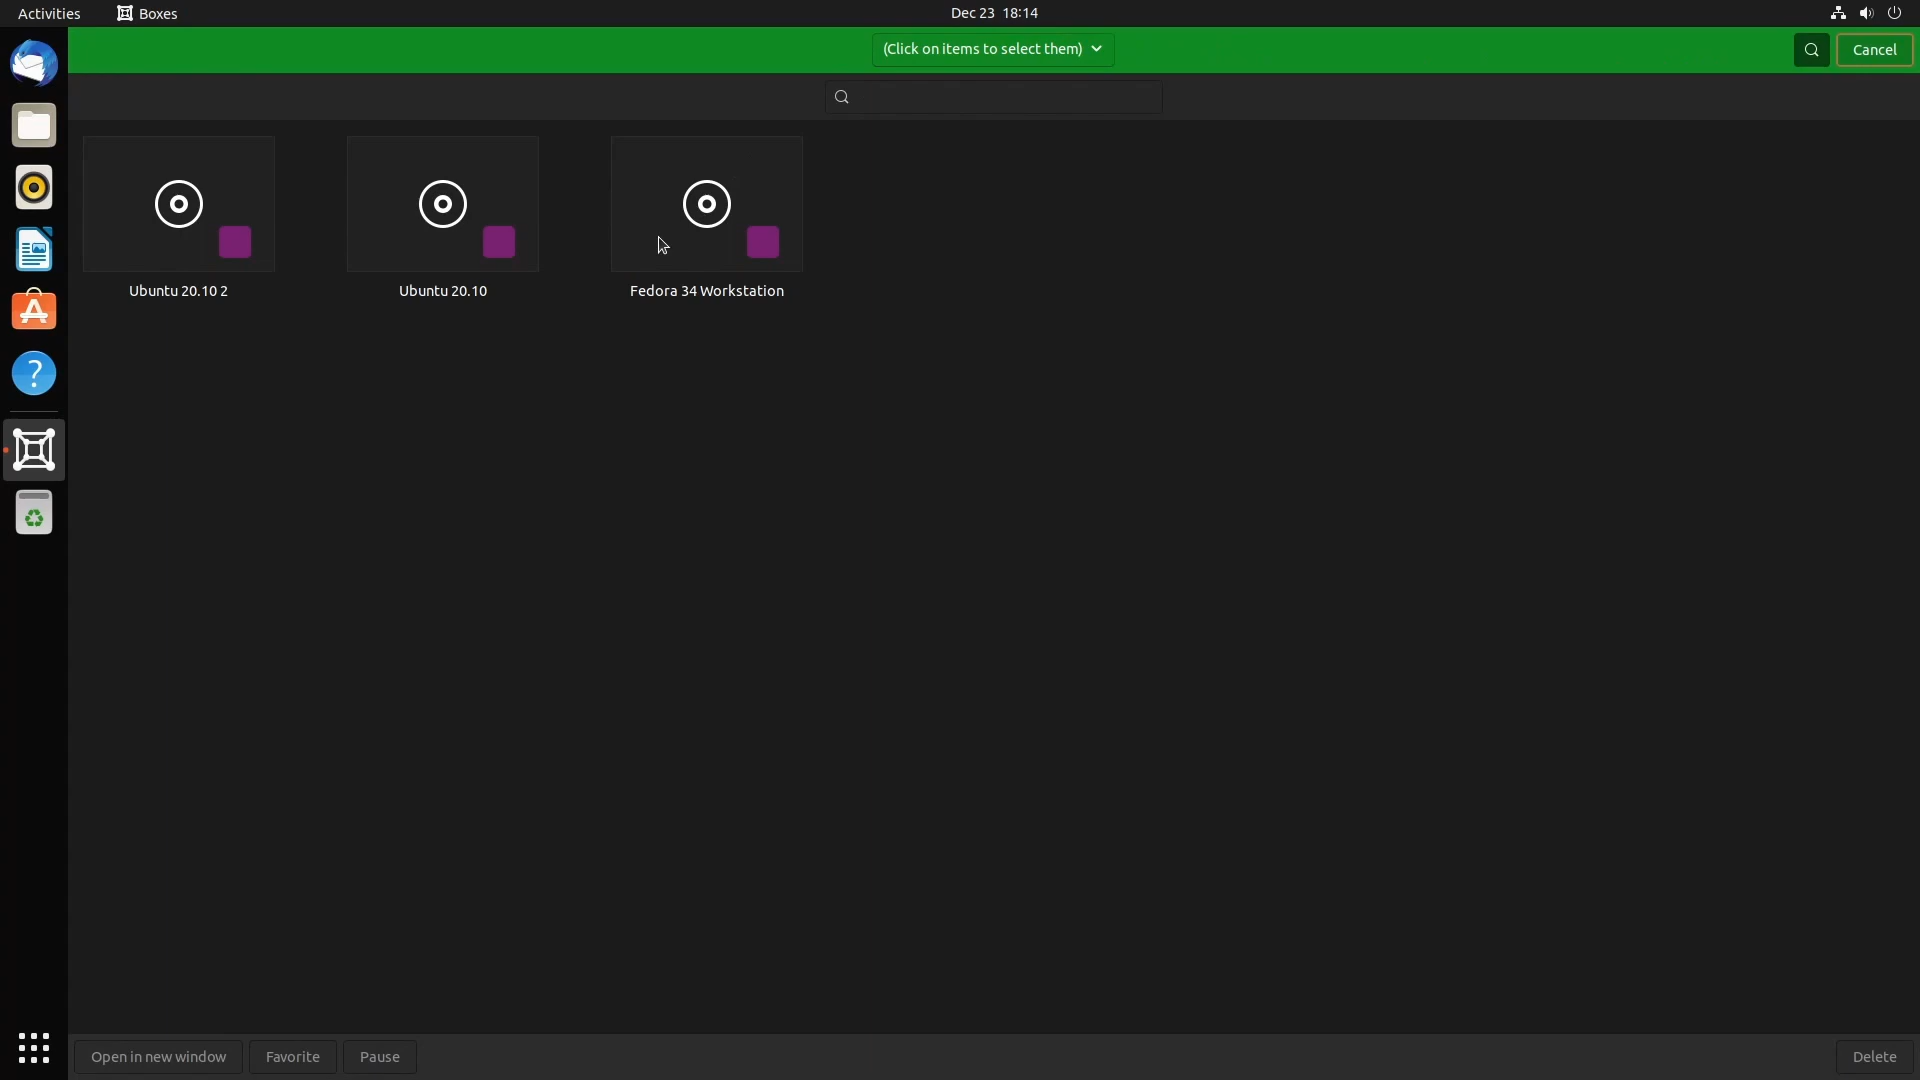 Activities
Boxes
Dec 23 18:14
(Click on items to select them)
Cancel
Ubuntu 20.10 2
Ubuntu 20.10
Fedora 34 Workstation
Open in new window
Favorite
Pause
Delete